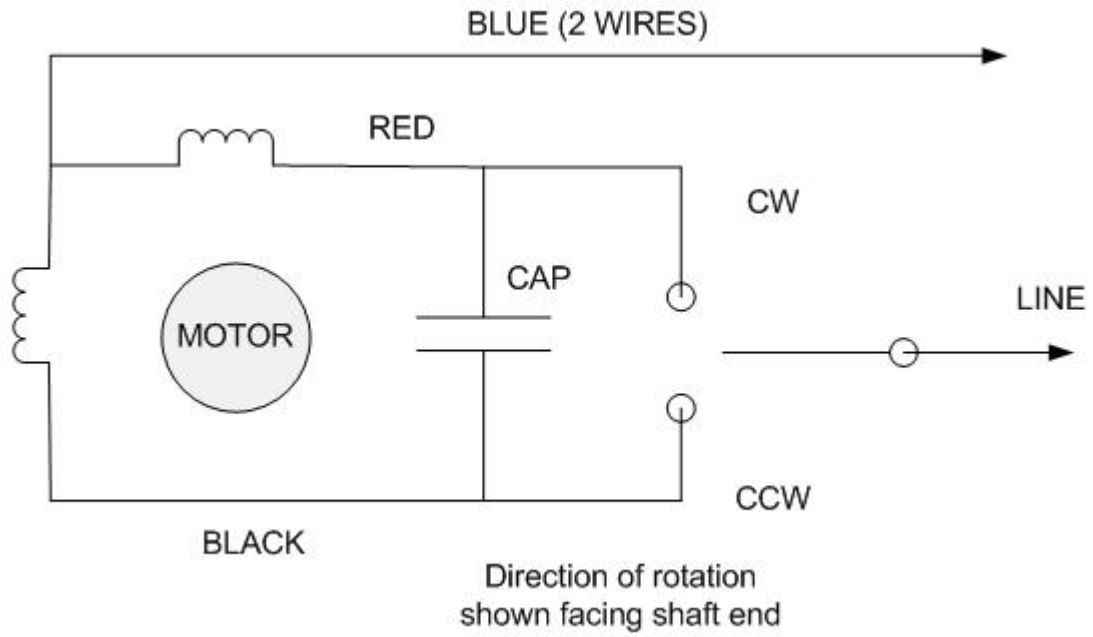 BLUE (2 WIRES)
RED
CW
CAP
LINE
MOTOR
CCW
BLACK
Direction of rotation
shown facing shaft end